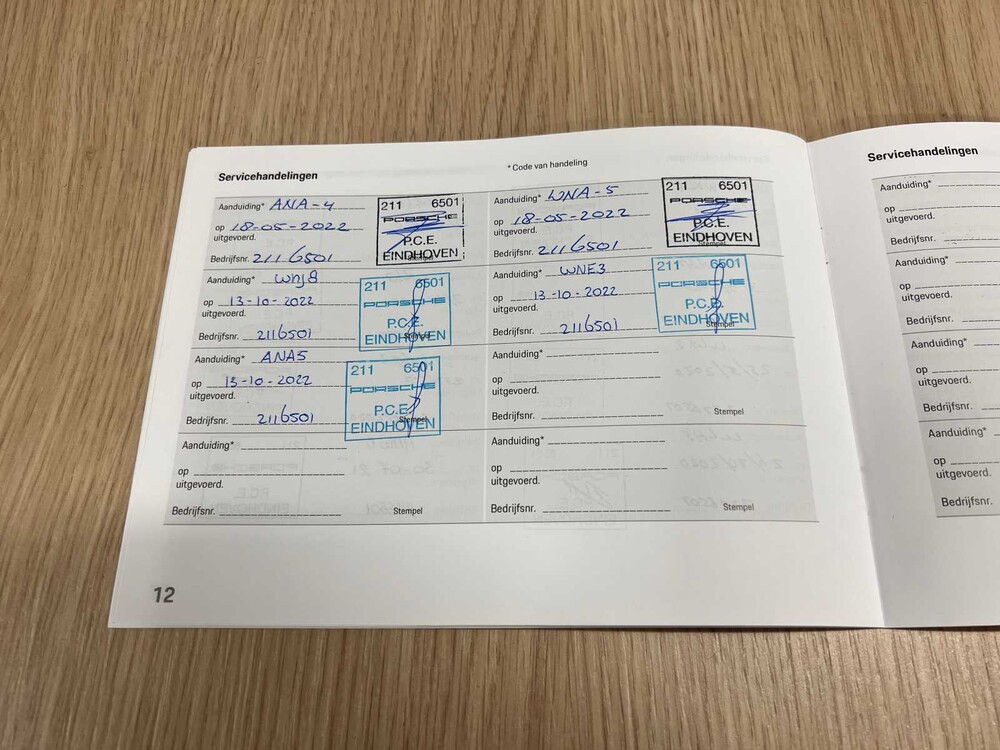 Servicehandelingen
* Code van handeling
Aanduiding* ANA-4
op 18-05-2022
uitgevoerd.
Bedrijfsnr. 2116501
211 6501
PORSCHE
P.C.E.
EINDHOVEN
Stempel
Aanduiding* WNA-5
op 18-05-2022
uitgevoerd.
Bedrijfsnr. 2116501
211 6501
PORSCHE
P.C.E.
EINDHOVEN
Stempel
Aanduiding* WNJ8
op 13-10-2022
uitgevoerd.
Bedrijfsnr. 2116501
211 6501
PORSCHE
P.C.E.
EINDHOVEN
Stempel
Aanduiding* WNE3
op 13-10-2022
uitgevoerd.
Bedrijfsnr. 2116501
211 6501
PORSCHE
P.C.E.
EINDHOVEN
Stempel
Aanduiding* ANA5
op 13-10-2022
uitgevoerd.
Bedrijfsnr. 2116501
211 6501
PORSCHE
P.C.E.
EINDHOVEN
Stempel
Aanduiding*
op
uitgevoerd.
Bedrijfsnr. Stempel
Aanduiding*
op
uitgevoerd.
Bedrijfsnr. Stempel
Aanduiding*
op
uitgevoerd.
Bedrijfsnr. Stempel
12
Servicehandelingen
Aanduiding*
op
uitgevoerd.
Bedrijfsnr.
Aanduiding*
op
uitgevoerd.
Bedrijfsnr.
Aanduiding*
op
uitgevoerd.
Bedrijfsnr.
Aanduiding*
op
uitgevoerd.
Bedrijfsnr.